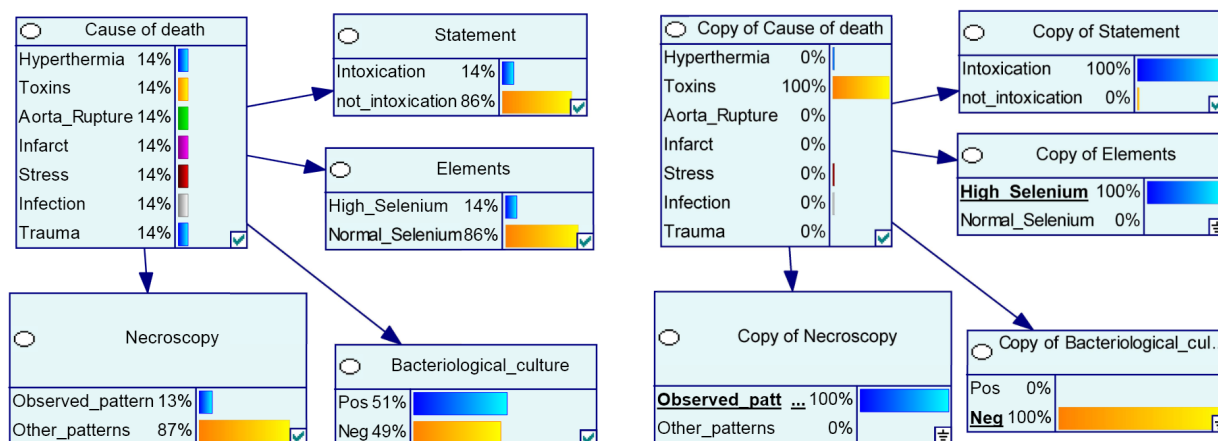 Cause of death
Hyperthermia 14%
Toxins 14%
Aorta_Rupture 14%
Infarct 14%
Stress 14%
Infection 14%
Trauma 14%
Statement
Intoxication 14%
not_intoxication 86%
Elements
High_Selenium 14%
Normal_Selenium 86%
Necroscopy
Observed_pattern 13%
Other_patterns 87%
Bacteriological_culture
Pos 51%
Neg 49%
Copy of Cause of death
Hyperthermia 0%
Toxins 100%
Aorta_Rupture 0%
Infarct 0%
Stress 0%
Infection 0%
Trauma 0%
Copy of Statement
Intoxication 100%
not_intoxication 0%
Copy of Elements
High_Selenium 100%
Normal_Selenium 0%
Copy of Necroscopy
Observed_patt ... 100%
Other_patterns 0%
Copy of Bacteriological_cul.
Pos 0%
Neg 100%